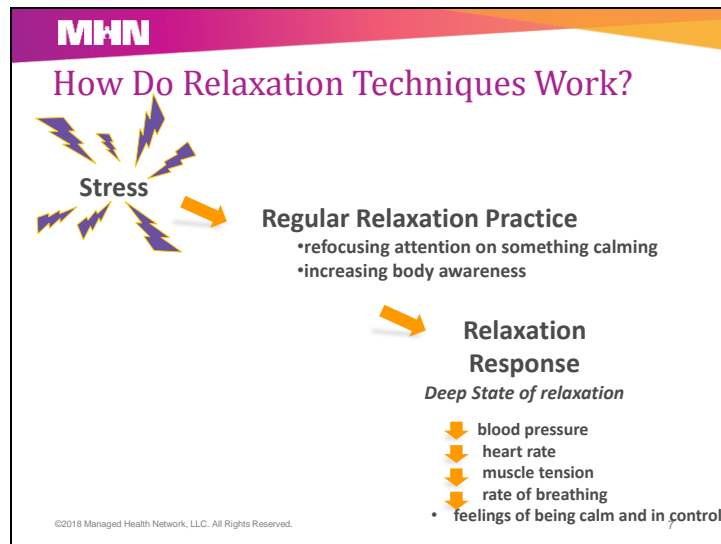 MHN
How Do Relaxation Techniques Work?
Stress
Regular Relaxation Practice
•refocusing attention on something calming
•increasing body awareness
Relaxation
Response
Deep State of relaxation
blood pressure
heart rate
muscle tension
rate of breathing
• feelings of being calm and in control
©2018 Managed Health Network, LLC. All Rights Reserved.
7